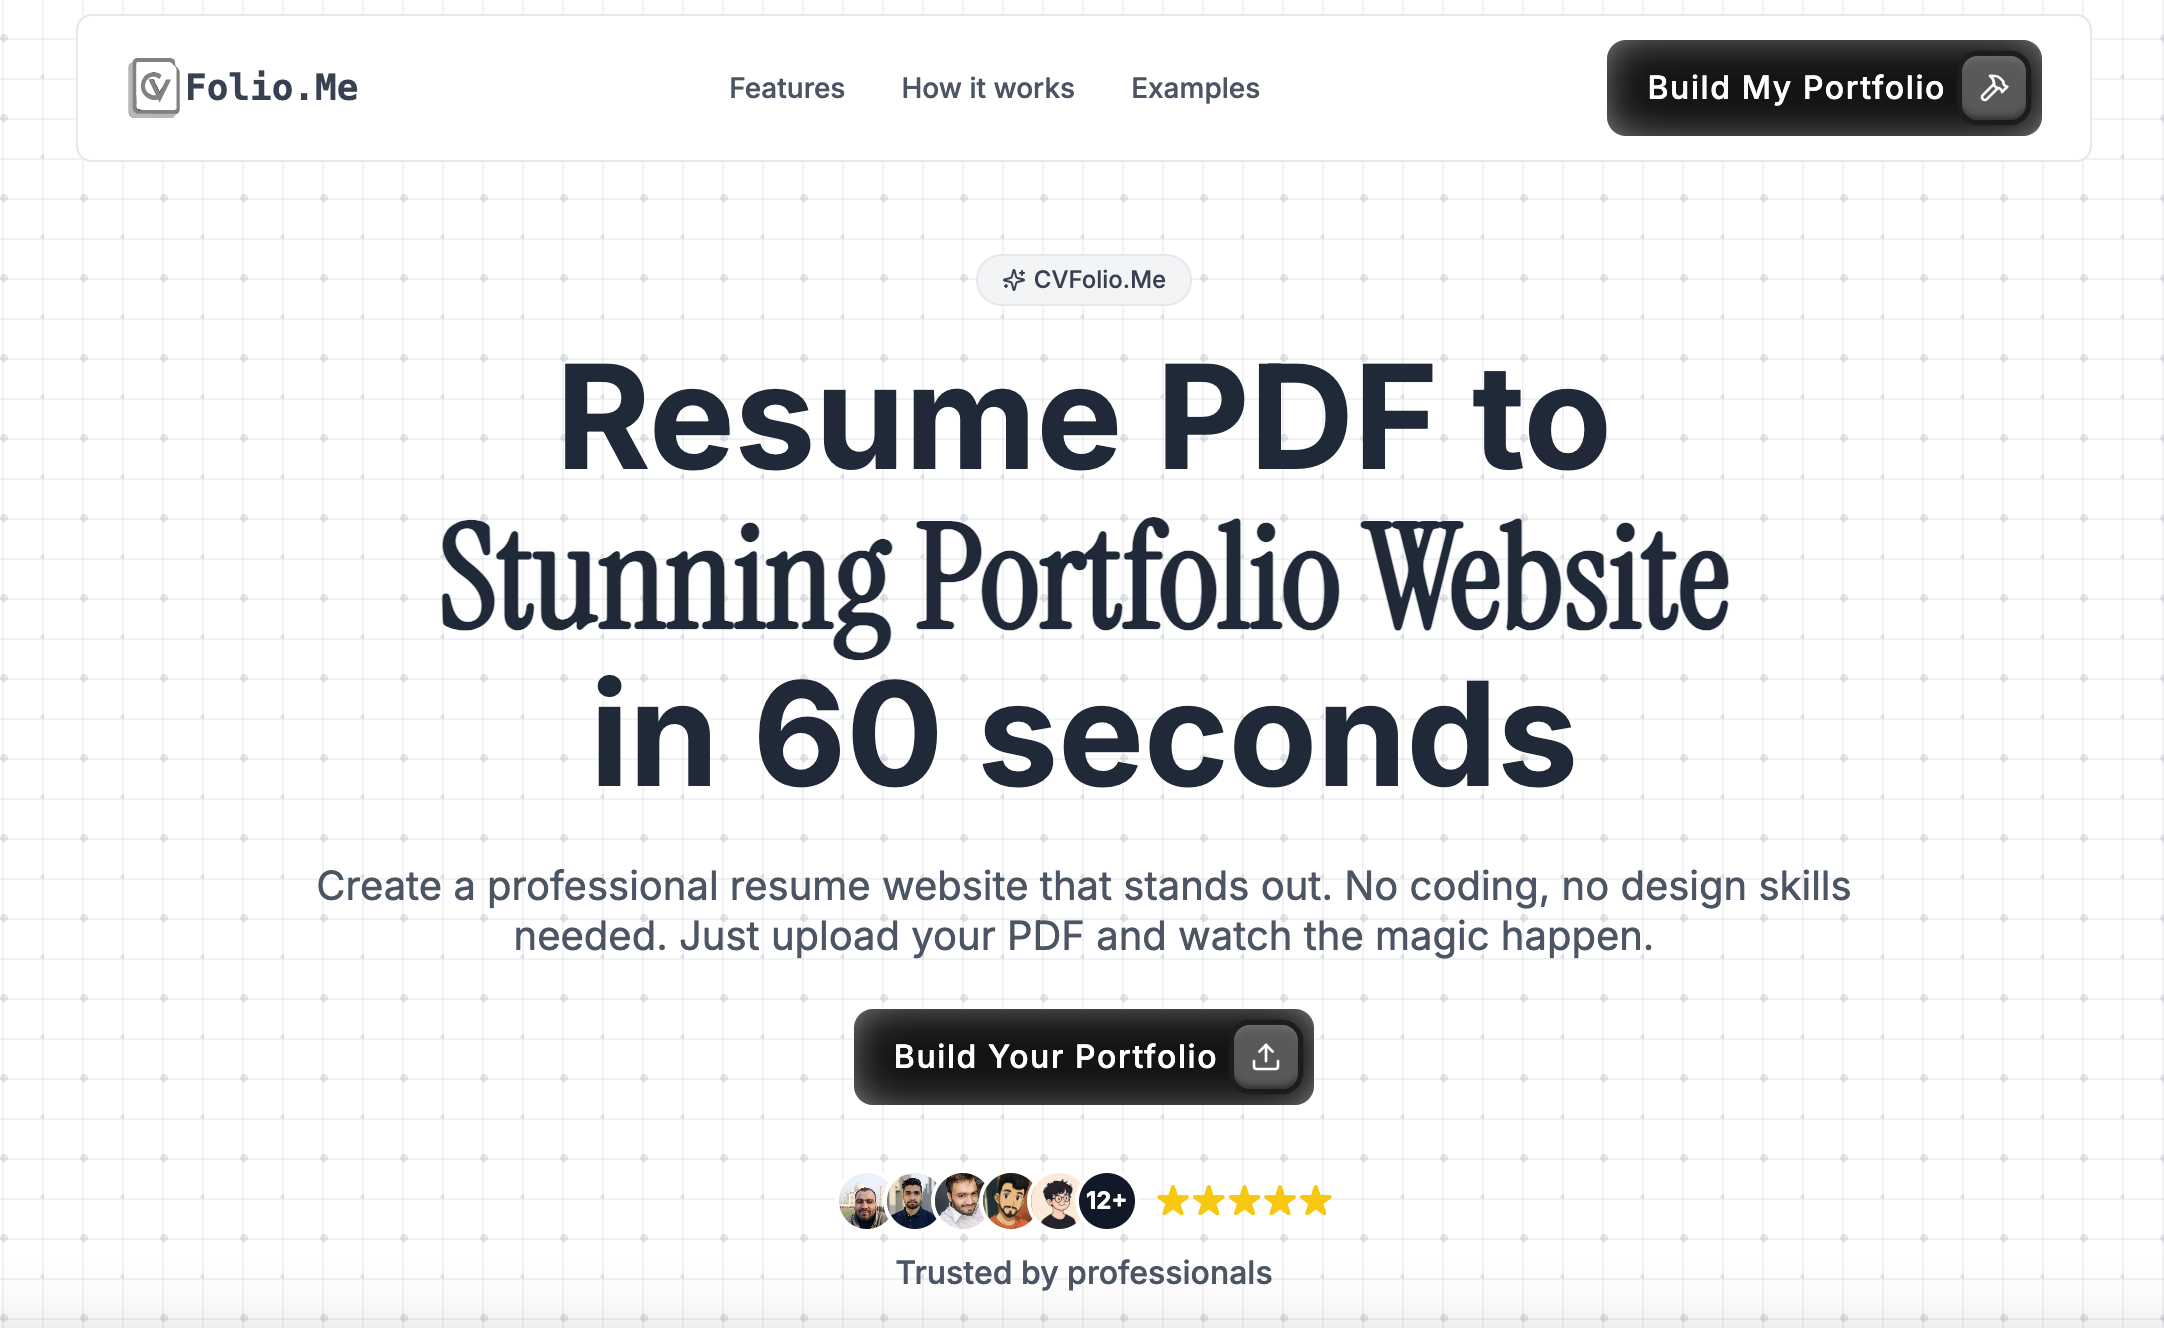 CV Folio.Me
Features
How it works
Examples
Build My Portfolio
CVFolio.Me
Resume PDF to
Stunning Portfolio Website
in 60 seconds
Create a professional resume website that stands out. No coding, no design skills
needed. Just upload your PDF and watch the magic happen.
Build Your Portfolio
12+
Trusted by professionals